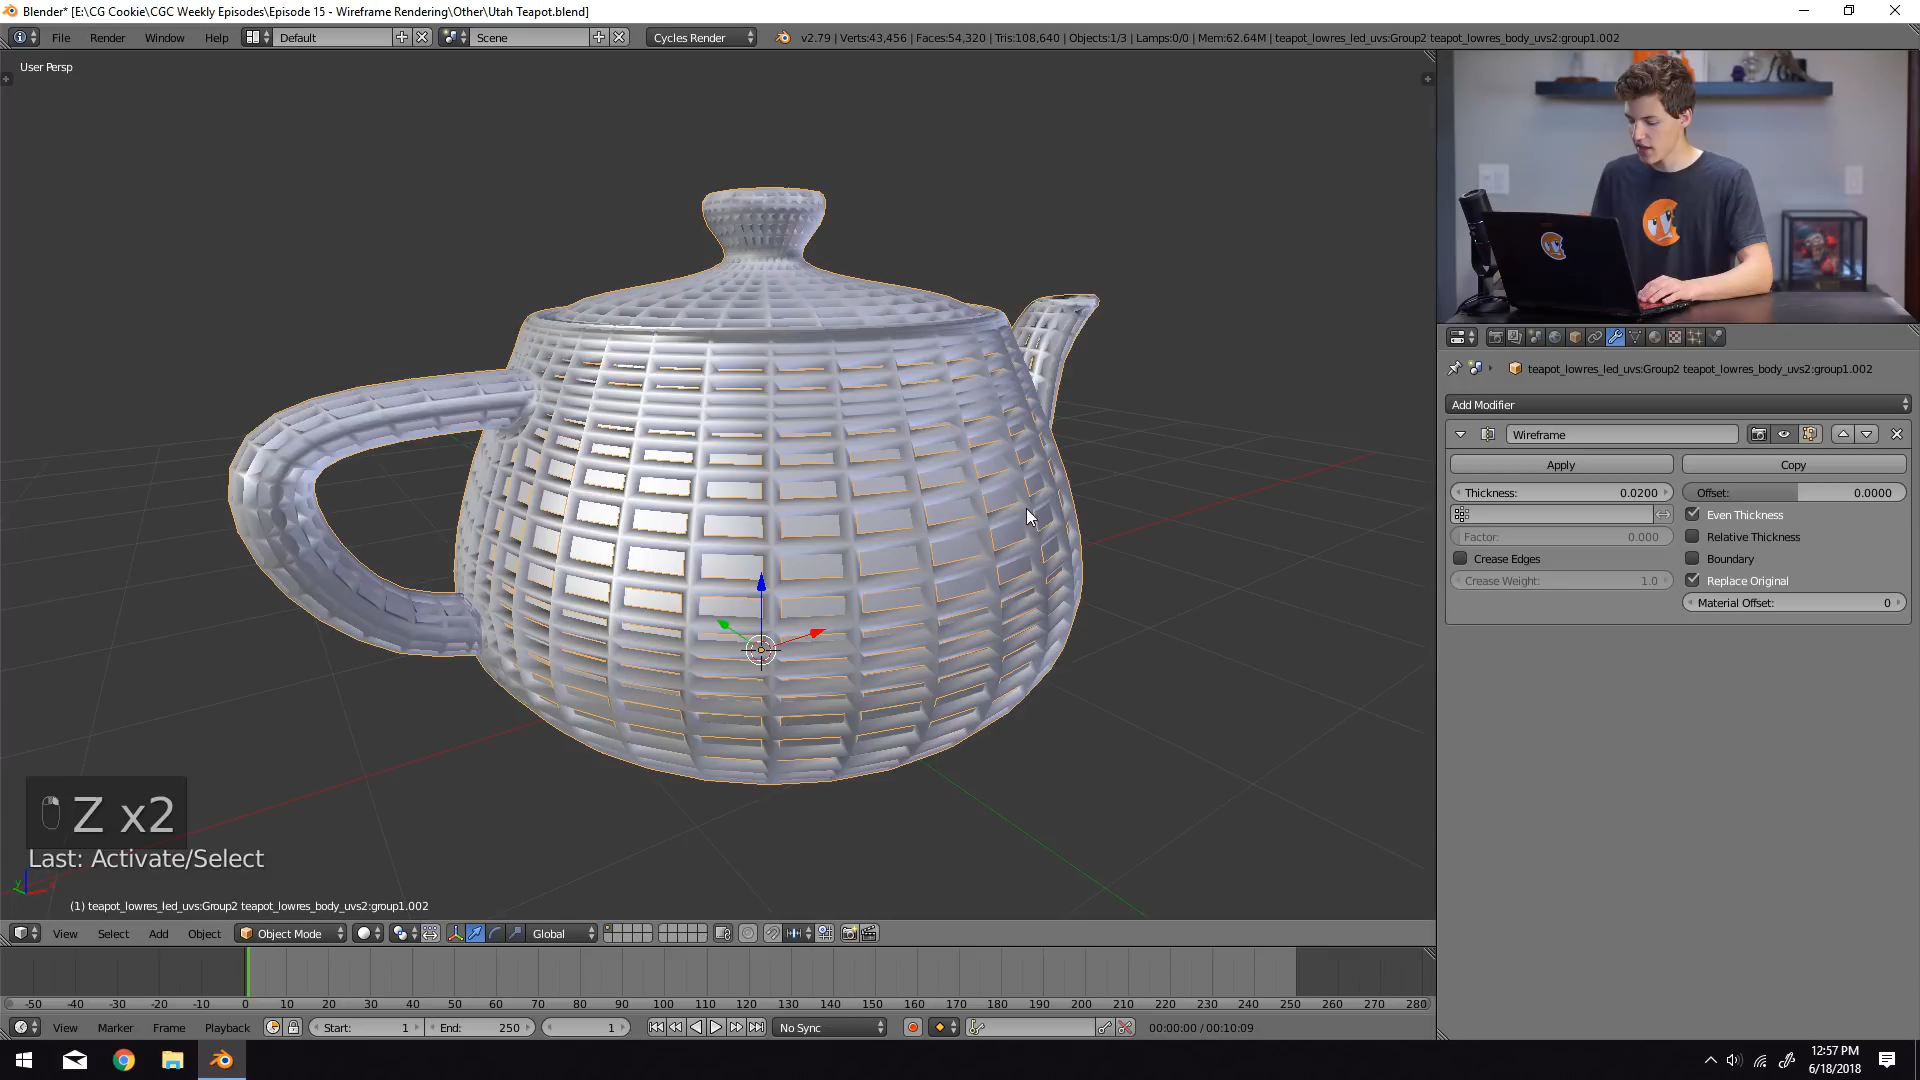 Blender* [E:\CG Cookie\CGC Weekly Episodes\Episode 15 - Wireframe Rendering\Other\Utah Teapot.blend]
File Render Window Help Default Scene Cycles Render v2.79 | Verts:43,456 | Faces:54,320 | Tris:108,640 | Objects:1/3 | Lamps:0/0 | Mem:62.64M | teapot_lowres_led_uvs:Group2 teapot_lowres_body_uvs2:group1.002
User Persp
teapot_lowres_led_uvs:Group2 teapot_lowres_body_uvs2:group1.002
Add Modifier
Wireframe
Apply Copy
Thickness: 0.0200 Offset: 0.0000
Even Thickness
Factor: 0.000 Relative Thickness
Crease Edges Boundary
Crease Weight: 1.0 Replace Original
Material Offset: 0
Z x2
Last: Activate/Select
(1) teapot_lowres_led_uvs:Group2 teapot_lowres_body_uvs2:group1.002
View Select Add Object Object Mode Global
-50 -40 -30 -20 -10 0 10 20 30 40 50 60 70 80 90 100 110 120 130 140 150 160 170 180 190 200 210 220 230 240 250 260 270 280
View Marker Frame Playback Start: 1 End: 250 1 No Sync 00:00:00 / 00:10:09
12:57 PM
6/18/2018